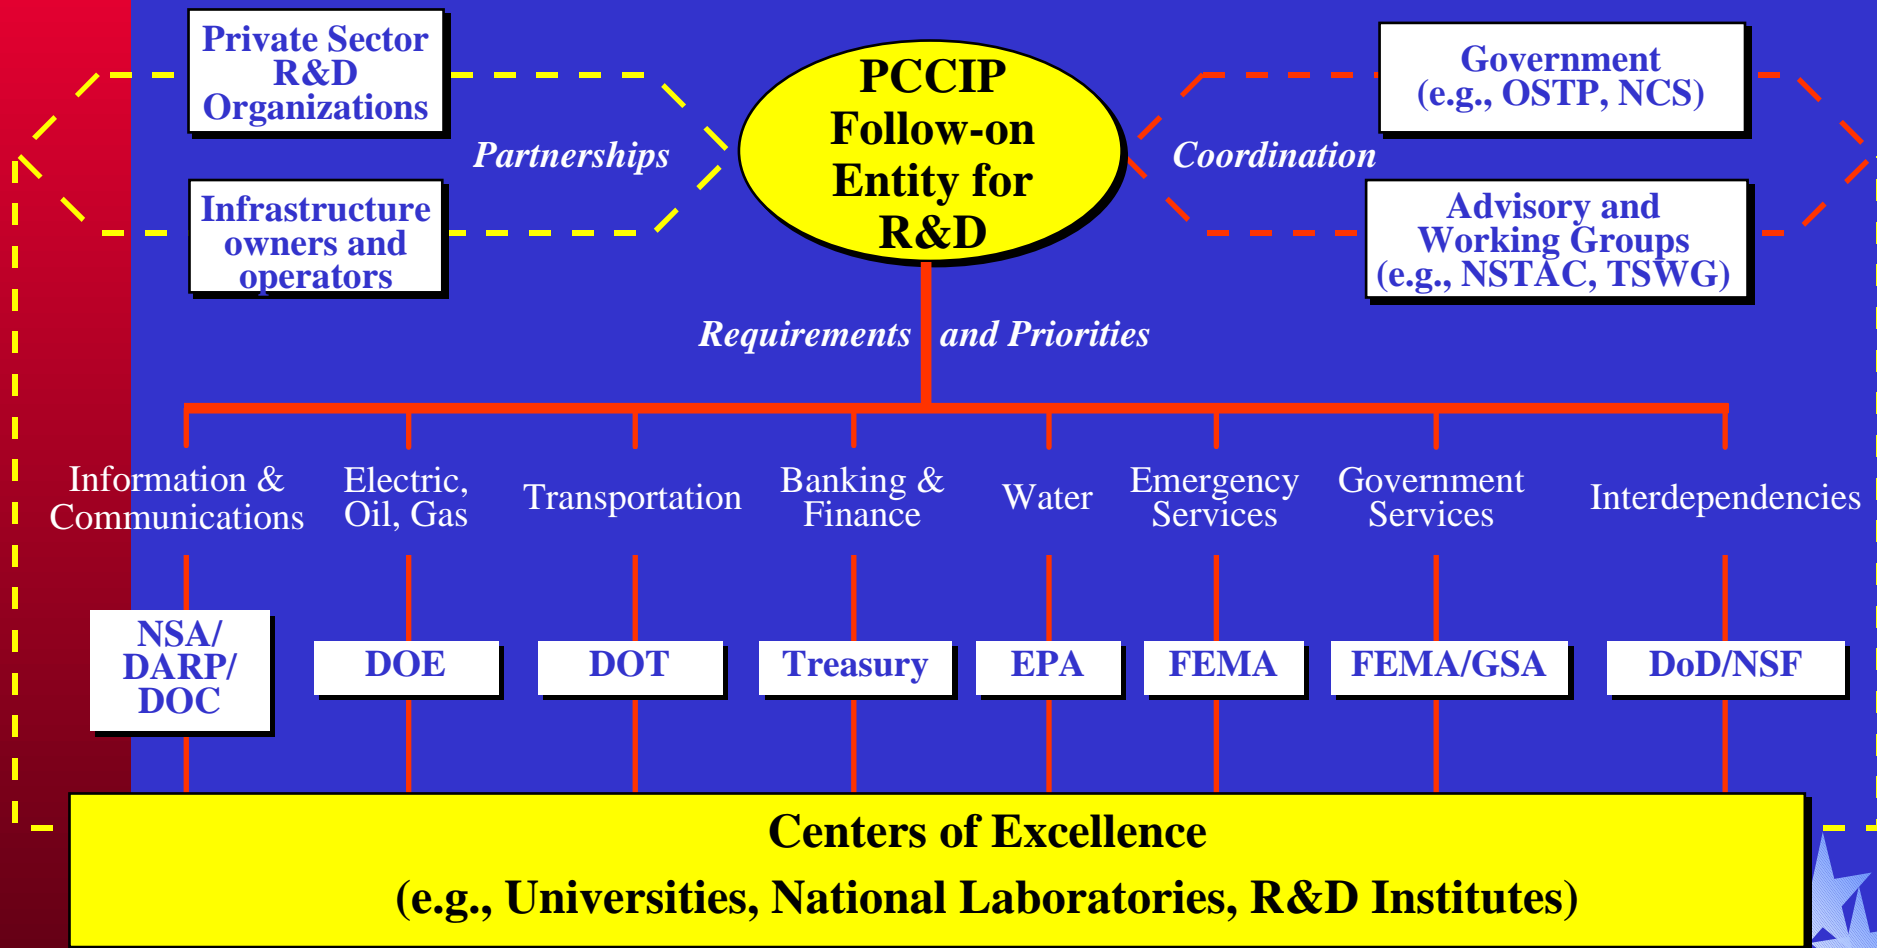 Private Sector
R&D
Organizations
PCCIP
Follow-on
Entity for
R&D
Government
(e.g., OSTP, NCS)
Partnerships
Coordination
Infrastructure
owners and
operators
Advisory and
Working Groups
(e.g., NSTAC, TSWG)
Requirements and Priorities
Information &
Communications
Electric,
Oil, Gas
Transportation
Banking &
Finance
Water
Emergency
Services
Government
Services
Interdependencies
NSA/
DARP/
DOC
DOE
DOT
Treasury
EPA
FEMA
FEMA/GSA
DoD/NSF
Centers of Excellence
(e.g., Universities, National Laboratories, R&D Institutes)